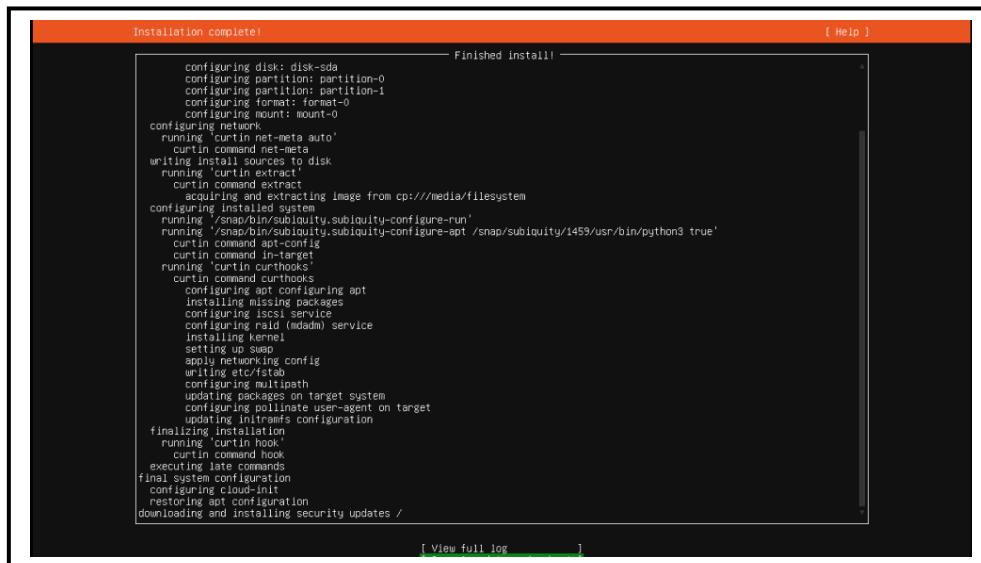 Installation complete! [ Help ]
Finished install!
configuring disk: disk-sda
configuring partition: partition-0
configuring partition: partition-1
configuring format: format-0
configuring mount: mount-0
configuring network
running 'curtin net-meta auto'
curtin command net-meta
writing install sources to disk
running 'curtin extract'
curtin command extract
acquiring and extracting image from cp:///media/filesystem
configuring installed system
running '/snap/bin/subiquity.subiquity-configure-run'
running '/snap/bin/subiquity.subiquity-configure-apt /snap/subiquity/1459/usr/bin/python3 true'
curtin command apt-config
curtin command in-target
running 'curtin curthooks'
curtin command curthooks
configuring apt configuring apt
installing missing packages
configuring iscsi service
configuring raid (mdadm) service
installing kernel
setting up swap
apply networking config
writing etc/fstab
configuring multipath
updating packages on target system
configuring pollinate user-agent on target
updating initramfs configuration
finalizing installation
running 'curtin hook'
curtin command hook
executing late commands
final system configuration
configuring cloud-init
restoring apt configuration
downloading and installing security updates /
[ View full log ]